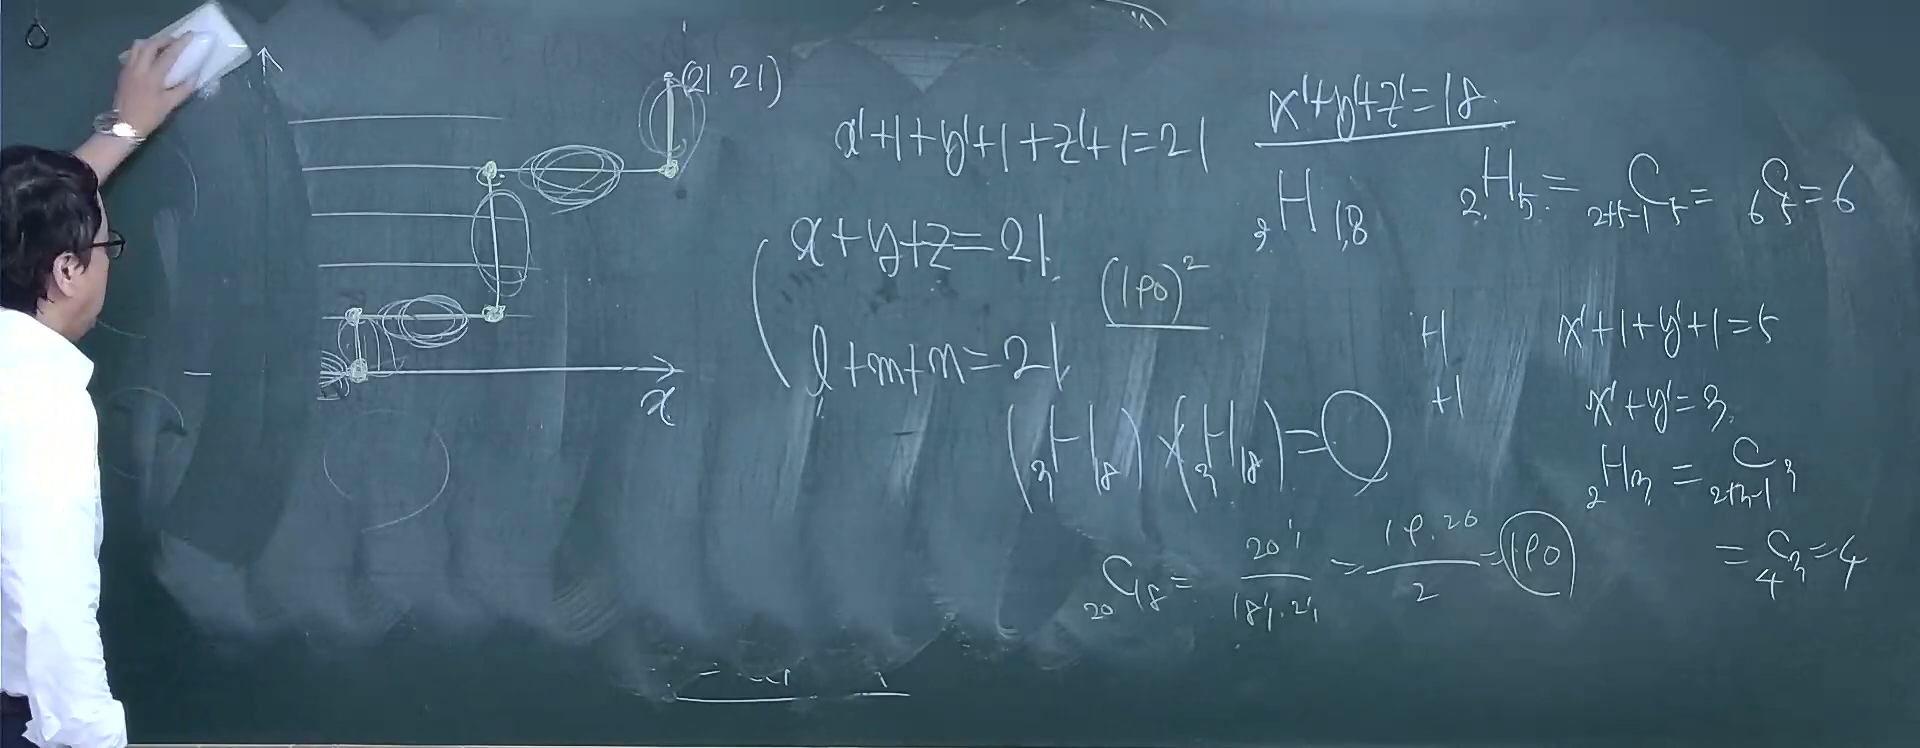 (21. 21)
x
x'+1+y'+1+z'+1=21
x+y+z=21
l+m+n=21
(190)²
x'+y'+z'=18
₃H₁₈
₂H₅ = ₂₊₅₋₁C₅ = ₆C₅ = 6
(₃H₁₈)×(₃H₁₈)=
+1
+1
x'+1+y'+1=5
x'+y'=3
₂H₃ = ₂₊₃₋₁C₃
= ₄C₃ = 4
₂₀C₁₈ = 20!/18!.2! = 19.20/2 = 190